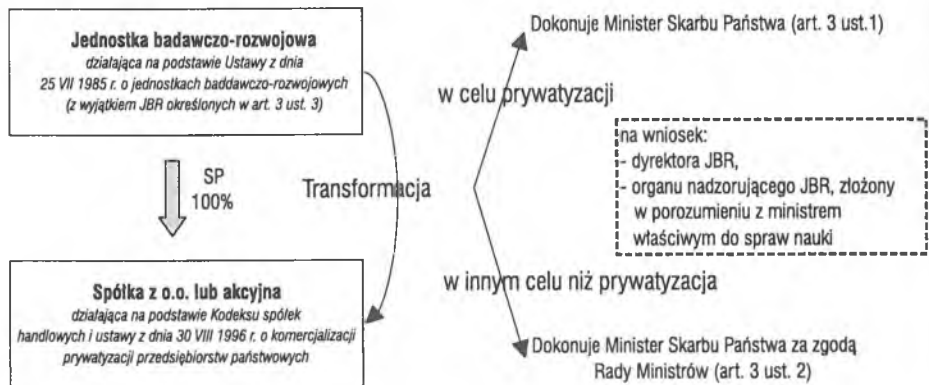 Jednostka badawczo-rozwojowa
działająca na podstawie Ustawy z dnia
25 VII 1985 r. o jednostkach baddawczo-rozwojowych
(z wyjątkiem JBR określonych w art. 3 ust. 3)
SP
100%
Transformacja
Spółka z o.o. lub akcyjna
działająca na podstawie Kodeksu spólek
handlowych i ustawy z dnia 30 VIII 1996 r. o komercjalizacji
prywatyzacji przedsiębiorstw państwowych
Dokonuje Minister Skarbu Państwa (art. 3 ust.1)
w celu prywatyzacji
na wniosek:
- dyrektora JBR,
- organu nadzorującego JBR, złożony
w porozumieniu z ministrem
właściwym do spraw nauki
w innym celu niż prywatyzacja
Dokonuje Minister Skarbu Państwa za zgodą
Rady Ministrów (art. 3 ust. 2)